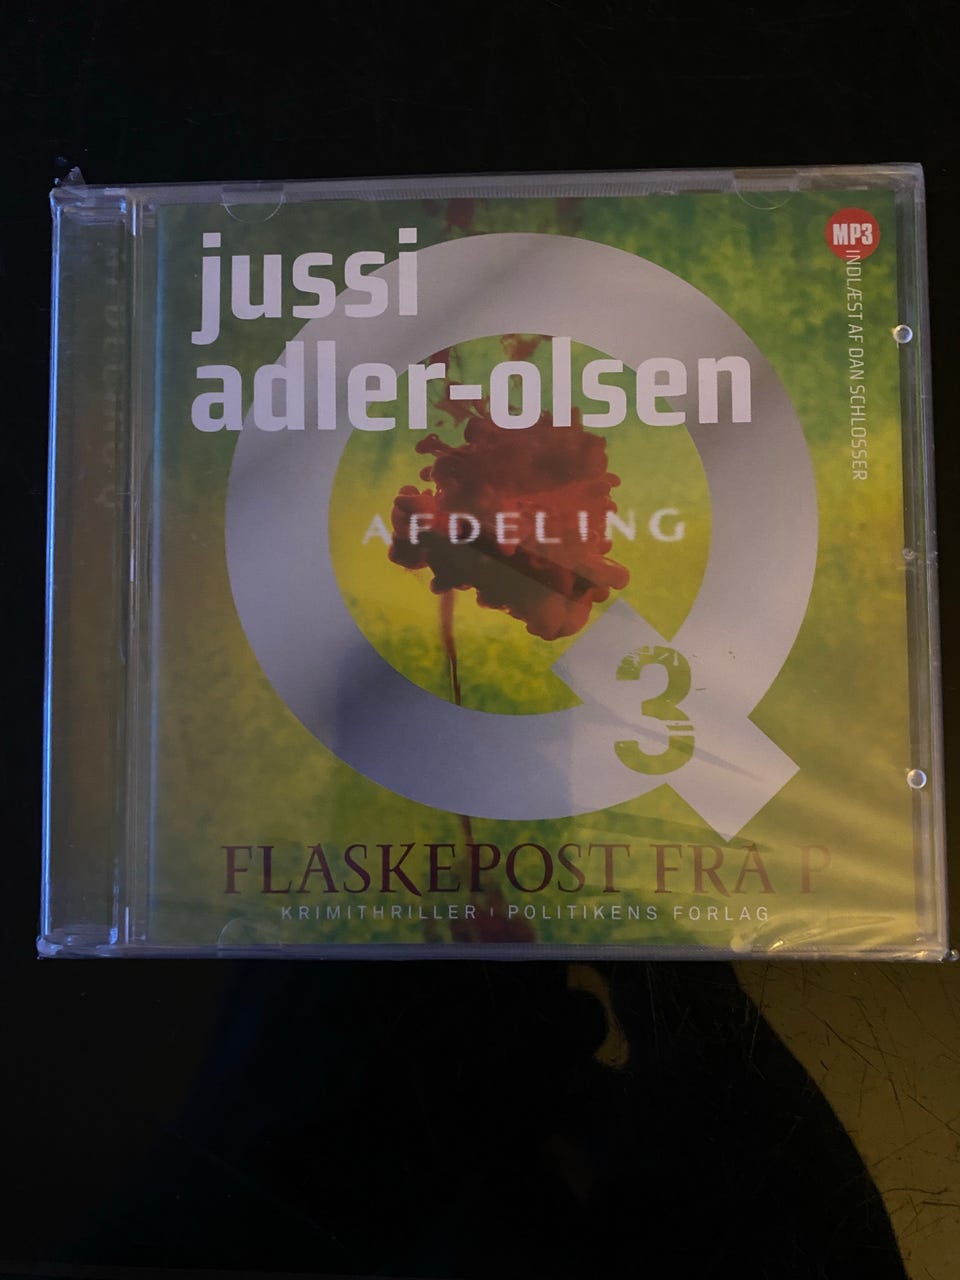 jussi
adler-olsen
MP3
INDLÆST AF DAN SCHLOSSER
AFDELING
Q
3
FLASKEPOST FRA P
KRIMITHRILLER | POLITIKENS FORLAG